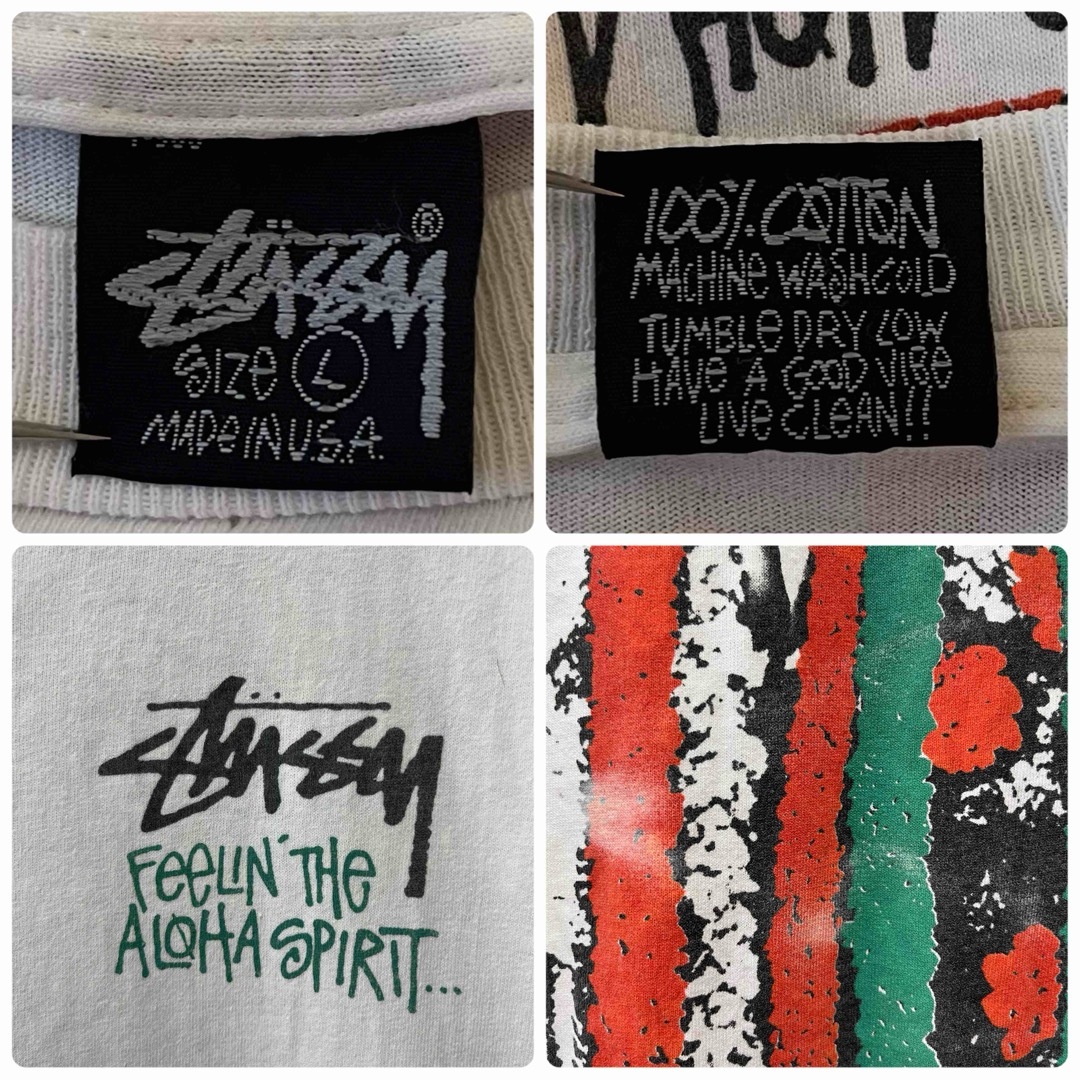 Stüssy ®
SIZE L
MADE IN U.S.A.
100% COTTON
MACHINE WASH COLD
TUMBLE DRY LOW
HAVE A GOOD VIBE
LIVE CLEAN!!
Stüssy
FEELIN' THE
ALOHA SPIRIT...